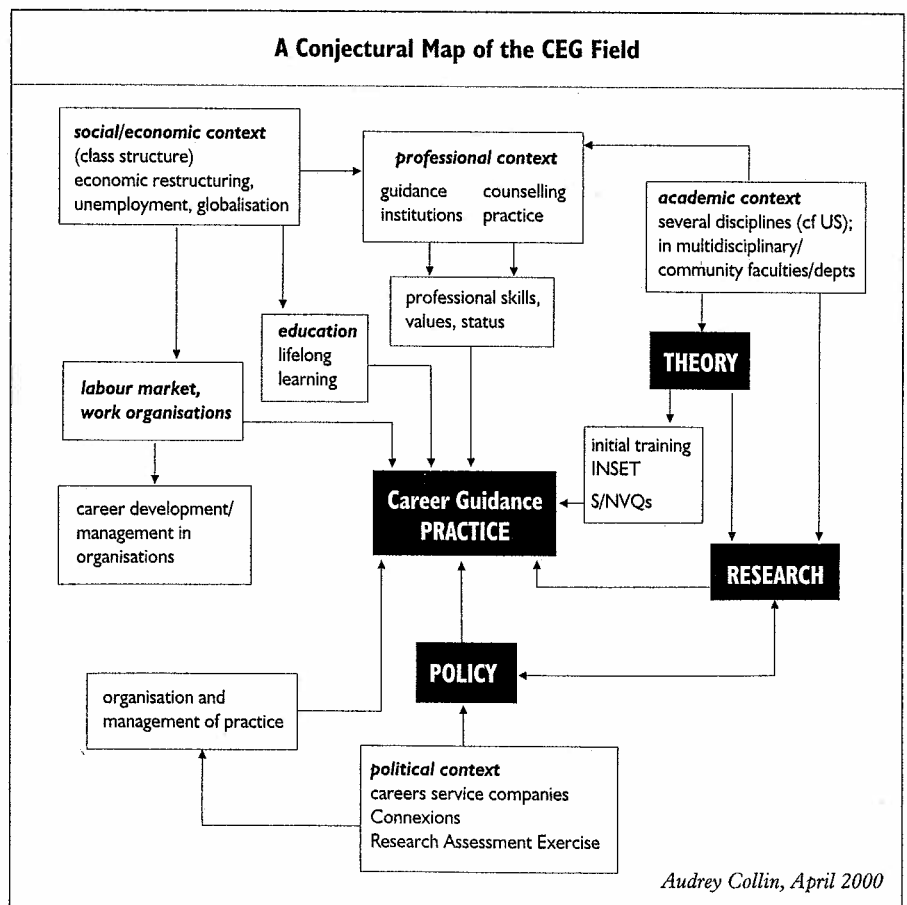 A Conjectural Map of the CEG Field
social/economic context
(class structure)
economic restructuring,
unemployment, globalisation
professional context
guidance counselling
institutions practice
academic context
several disciplines (cf US);
in multidisciplinary/
community faculties/depts
professional skills,
values, status
education
lifelong
learning
THEORY
labour market,
work organisations
initial training
INSET
S/NVQs
Career Guidance
PRACTICE
career development/
management in
organisations
RESEARCH
POLICY
organisation and
management of practice
political context
careers service companies
Connexions
Research Assessment Exercise
Audrey Collin, April 2000